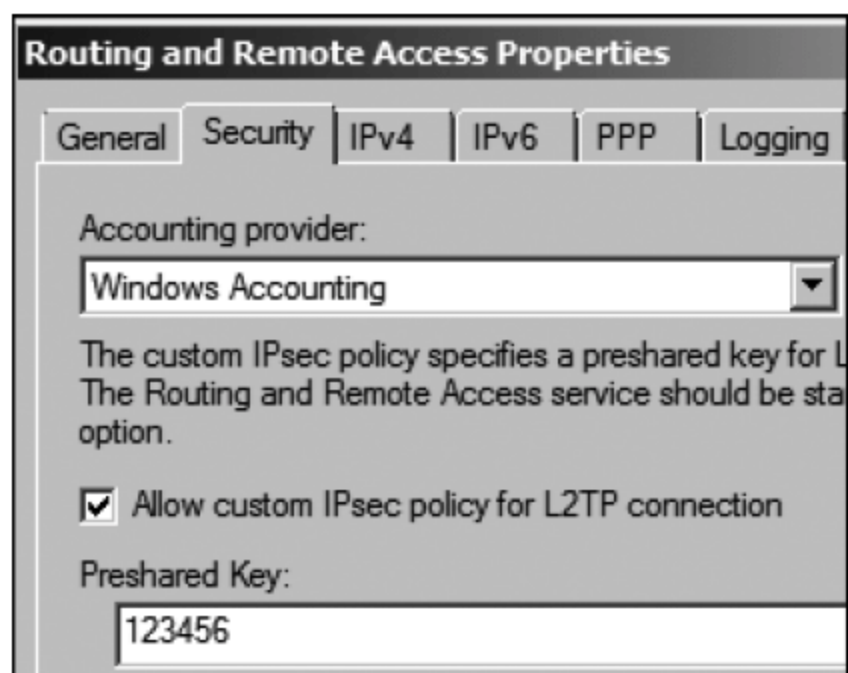 Routing and Remote Access Properties
General Security IPv4 IPv6 PPP Logging
Accounting provider:
Windows Accounting
The custom IPsec policy specifies a preshared key for L
The Routing and Remote Access service should be sta
option.
Allow custom IPsec policy for L2TP connection
Preshared Key:
123456